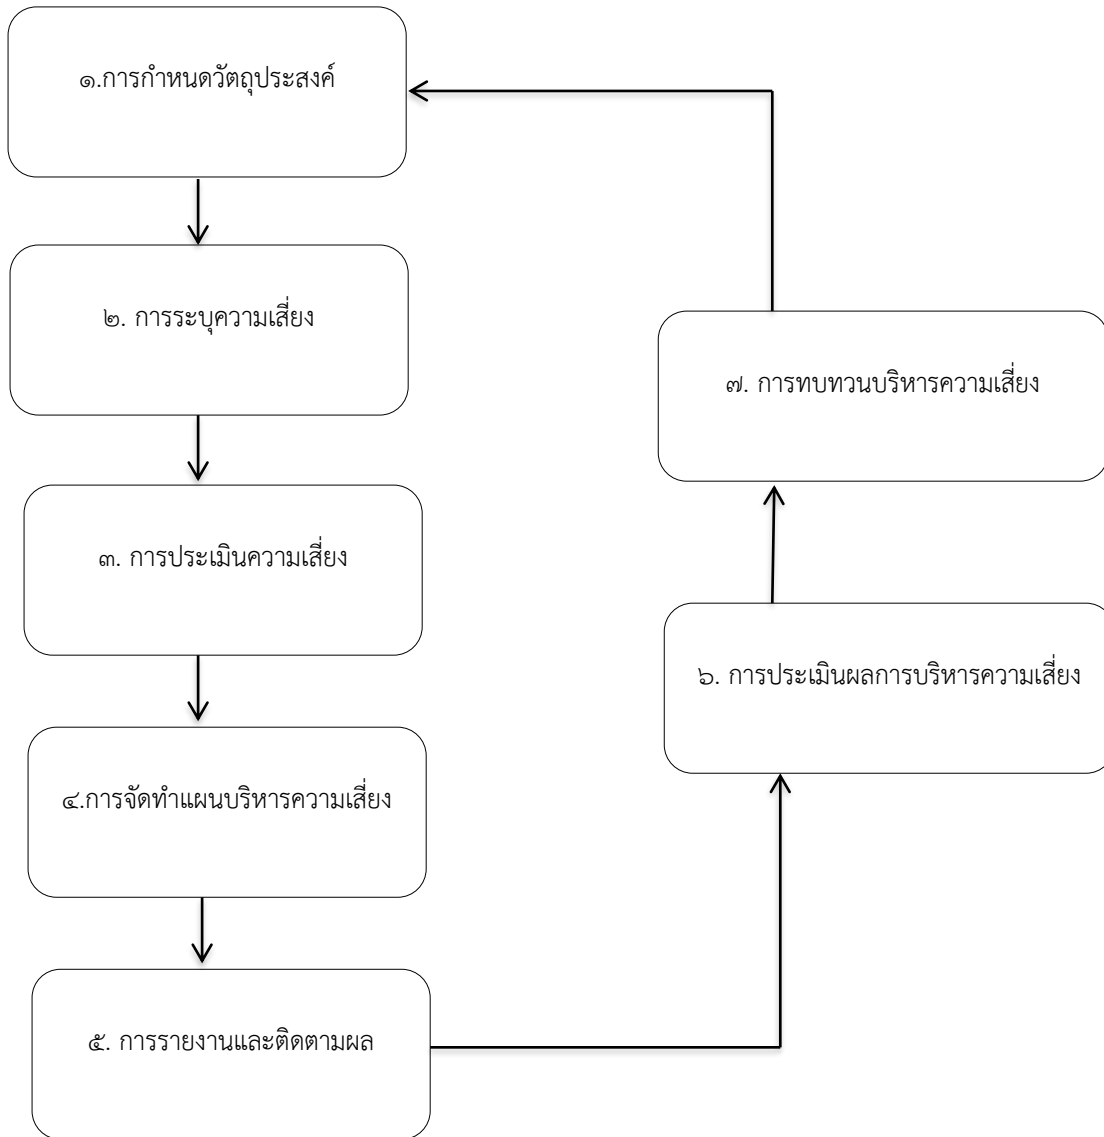 ๑.การกำหนดวัตถุประสงค์
๒. การระบุความเสี่ยง
๓. การประเมินความเสี่ยง
๔.การจัดทำแผนบริหารความเสี่ยง
๕. การรายงานและติดตามผล
๖. การประเมินผลการบริหารความเสี่ยง
๗. การทบทวนบริหารความเสี่ยง